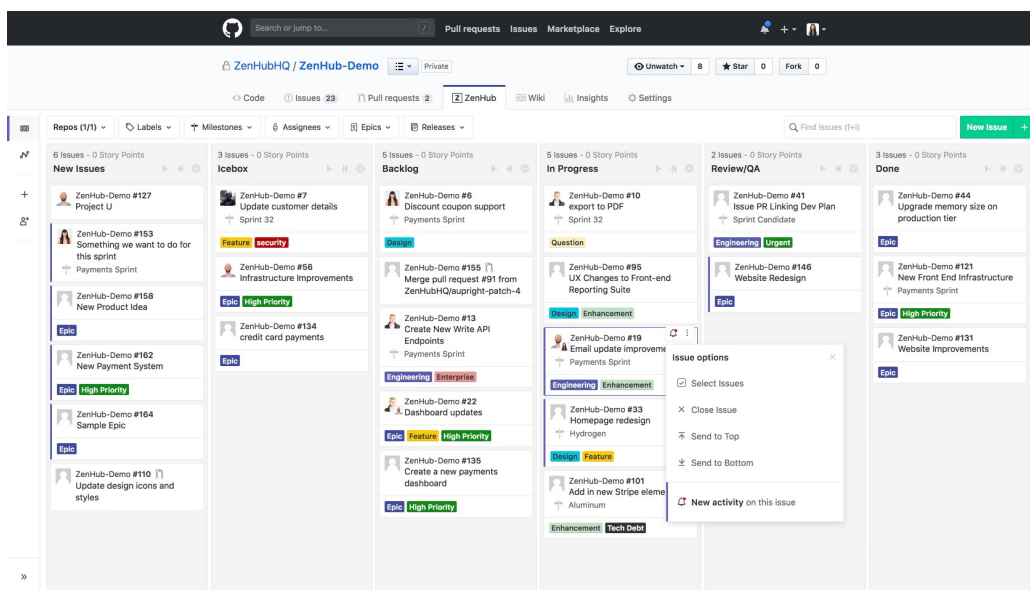 Search or jump to... /
Pull requests Issues Marketplace Explore
ZenHubHQ / ZenHub-Demo Private
Unwatch 8 Star 0 Fork 0
Code Issues 23 Pull requests 2 Z ZenHub Wiki Insights Settings
Repos (1/1) Labels Milestones Assignees Epics Releases Find Issues (f+i) New Issue +
6 Issues - 0 Story Points
New Issues
ZenHub-Demo #127
Project U
ZenHub-Demo #153
Something we want to do for
this sprint
Payments Sprint
ZenHub-Demo #158
New Product Idea
Epic
ZenHub-Demo #162
New Payment System
Epic High Priority
ZenHub-Demo #164
Sample Epic
Epic
ZenHub-Demo #110
Update design icons and
styles
3 Issues - 0 Story Points
Icebox
ZenHub-Demo #7
Update customer details
Sprint 32
Feature security
ZenHub-Demo #56
Infrastructure Improvements
Epic High Priority
ZenHub-Demo #134
credit card payments
Epic
5 Issues - 0 Story Points
Backlog
ZenHub-Demo #6
Discount coupon support
Payments Sprint
Design
ZenHub-Demo #155
Merge pull request #91 from
ZenHubHQ/aupright-patch-4
ZenHub-Demo #13
Create New Write API
Endpoints
Payments Sprint
Engineering Enterprise
ZenHub-Demo #22
Dashboard updates
Epic Feature High Priority
ZenHub-Demo #135
Create a new payments
dashboard
Epic High Priority
5 Issues - 0 Story Points
In Progress
ZenHub-Demo #10
export to PDF
Sprint 32
Question
ZenHub-Demo #95
UX Changes to Front-end
Reporting Suite
Design Enhancement
ZenHub-Demo #19
Email update improveme
Payments Sprint
Engineering Enhancement
ZenHub-Demo #33
Homepage redesign
Hydrogen
Design Feature
ZenHub-Demo #101
Add in new Stripe eleme
Aluminum
Enhancement Tech Debt
2 Issues - 0 Story Points
Review/QA
ZenHub-Demo #41
Issue PR Linking Dev Plan
Sprint Candidate
Engineering Urgent
ZenHub-Demo #146
Website Redesign
Epic
Issue options
Select Issues
Close Issue
Send to Top
Send to Bottom
New activity on this issue
3 Issues - 0 Story Points
Done
ZenHub-Demo #44
Upgrade memory size on
production tier
Epic
ZenHub-Demo #121
New Front End Infrastructure
Payments Sprint
Epic High Priority
ZenHub-Demo #131
Website Improvements
Epic